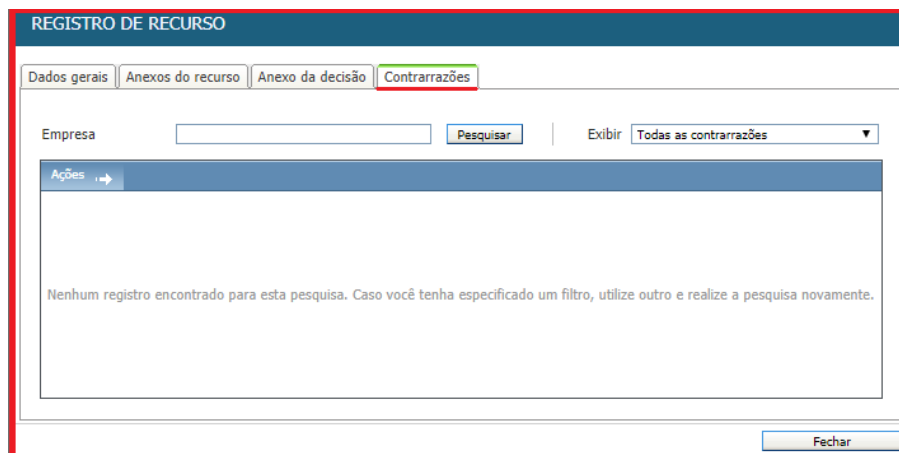 REGISTRO DE RECURSO
Dados gerais Anexos do recurso Anexo da decisão Contrarrazões
Empresa Pesquisar Exibir Todas as contrarrazões
Ações
Nenhum registro encontrado para esta pesquisa. Caso você tenha especificado um filtro, utilize outro e realize a pesquisa novamente.
Fechar